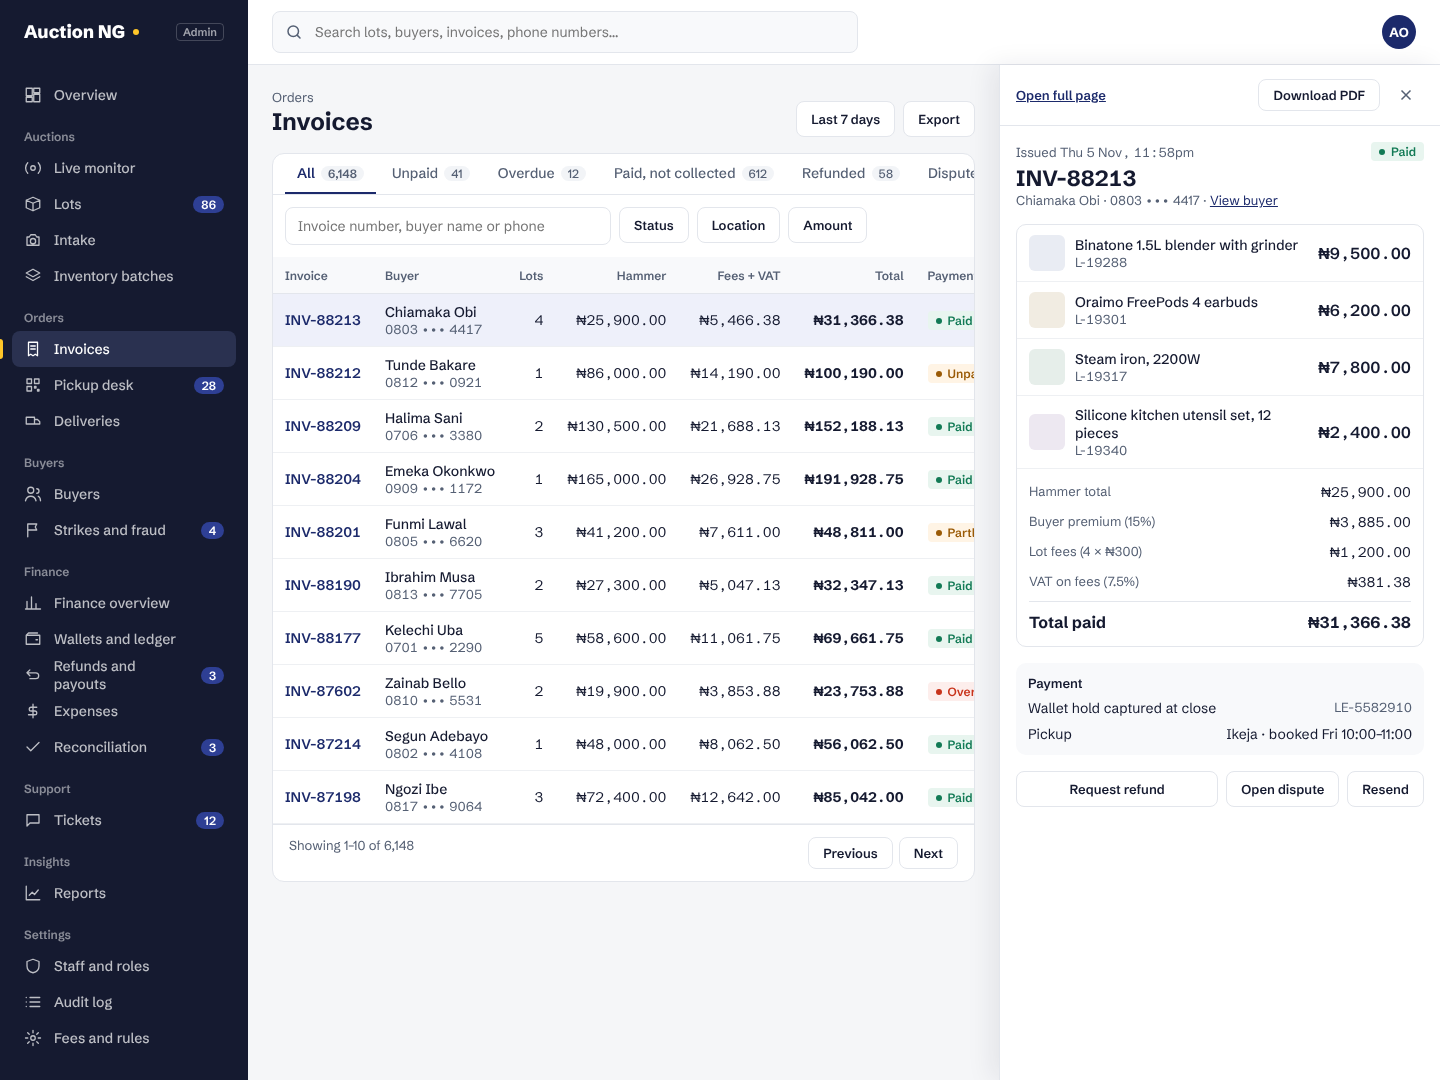 Auction NG
Admin
Search lots, buyers, invoices, phone numbers...
AO
Overview
Auctions
Live monitor
Lots 86
Intake
Inventory batches
Orders
Invoices
Pickup desk 28
Deliveries
Buyers
Buyers
Strikes and fraud 4
Finance
Finance overview
Wallets and ledger
Refunds and
payouts 3
Expenses
Reconciliation 3
Support
Tickets 12
Insights
Reports
Settings
Staff and roles
Audit log
Fees and rules
Orders
Invoices
Last 7 days
Export
All 6,148 Unpaid 41 Overdue 12 Paid, not collected 612 Refunded 58 Dispute
Invoice number, buyer name or phone
Status
Location
Amount
Invoice Buyer Lots Hammer Fees + VAT Total Paymen
INV-88213 Chiamaka Obi 4 ₦25,900.00 ₦5,466.38 ₦31,366.38 Paid
0803 ••• 4417
INV-88212 Tunde Bakare 1 ₦86,000.00 ₦14,190.00 ₦100,190.00 Unpa
0812 ••• 0921
INV-88209 Halima Sani 2 ₦130,500.00 ₦21,688.13 ₦152,188.13 Paid
0706 ••• 3380
INV-88204 Emeka Okonkwo 1 ₦165,000.00 ₦26,928.75 ₦191,928.75 Paid
0909 ••• 1172
INV-88201 Funmi Lawal 3 ₦41,200.00 ₦7,611.00 ₦48,811.00 Partl
0805 ••• 6620
INV-88190 Ibrahim Musa 2 ₦27,300.00 ₦5,047.13 ₦32,347.13 Paid
0813 ••• 7705
INV-88177 Kelechi Uba 5 ₦58,600.00 ₦11,061.75 ₦69,661.75 Paid
0701 ••• 2290
INV-87602 Zainab Bello 2 ₦19,900.00 ₦3,853.88 ₦23,753.88 Over
0810 ••• 5531
INV-87214 Segun Adebayo 1 ₦48,000.00 ₦8,062.50 ₦56,062.50 Paid
0802 ••• 4108
INV-87198 Ngozi Ibe 3 ₦72,400.00 ₦12,642.00 ₦85,042.00 Paid
0817 ••• 9064
Showing 1–10 of 6,148
Previous
Next
Open full page
Download PDF
Issued Thu 5 Nov, 11:58pm
Paid
INV-88213
Chiamaka Obi · 0803 ••• 4417 · View buyer
Binatone 1.5L blender with grinder ₦9,500.00
L-19288
Oraimo FreePods 4 earbuds ₦6,200.00
L-19301
Steam iron, 2200W ₦7,800.00
L-19317
Silicone kitchen utensil set, 12
pieces ₦2,400.00
L-19340
Hammer total ₦25,900.00
Buyer premium (15%) ₦3,885.00
Lot fees (4 × ₦300) ₦1,200.00
VAT on fees (7.5%) ₦381.38
Total paid ₦31,366.38
Payment
Wallet hold captured at close LE-5582910
Pickup Ikeja · booked Fri 10:00–11:00
Request refund
Open dispute
Resend